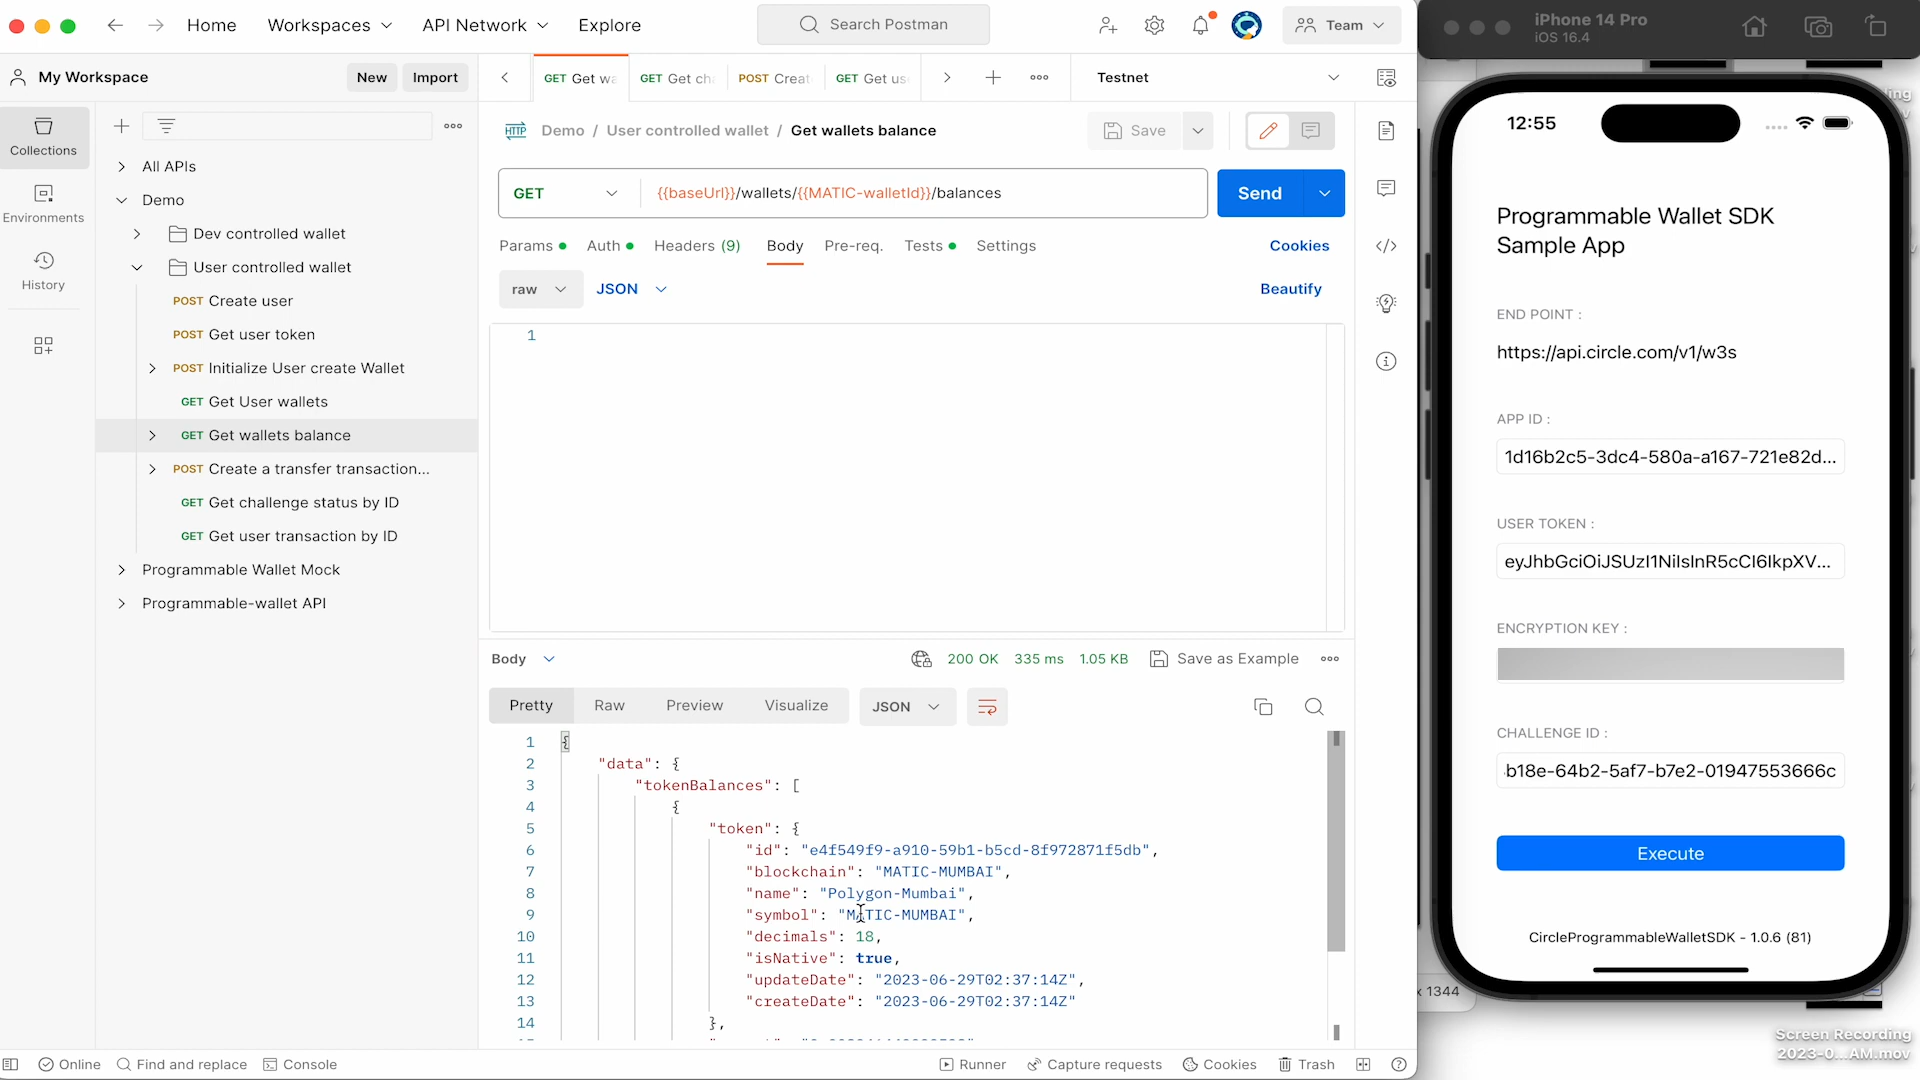 Home
Workspaces
API Network
Explore
Search Postman
Team
iPhone 14 Pro
iOS 16.4
My Workspace
New
Import
GET Get wa
GET Get ch
POST Creat
GET Get us
Testnet
Collections
Environments
History
All APIs
Demo
Dev controlled wallet
User controlled wallet
POST Create user
POST Get user token
POST Initialize User create Wallet
GET Get User wallets
GET Get wallets balance
POST Create a transfer transaction...
GET Get challenge status by ID
GET Get user transaction by ID
Programmable Wallet Mock
Programmable-wallet API
HTTP Demo / User controlled wallet / Get wallets balance
Save
GET
{{baseUrl}}/wallets/{{MATIC-walletId}}/balances
Send
Params
Auth
Headers (9)
Body
Pre-req.
Tests
Settings
Cookies
raw
JSON
Beautify
1
Body
200 OK
335 ms
1.05 KB
Save as Example
Pretty
Raw
Preview
Visualize
JSON
1 {
2 "data": {
3 "tokenBalances": [
4 {
5 "token": {
6 "id": "e4f549f9-a910-59b1-b5cd-8f972871f5db",
7 "blockchain": "MATIC-MUMBAI",
8 "name": "Polygon-Mumbai",
9 "symbol": "MATIC-MUMBAI",
10 "decimals": 18,
11 "isNative": true,
12 "updateDate": "2023-06-29T02:37:14Z",
13 "createDate": "2023-06-29T02:37:14Z"
14 },
Online
Find and replace
Console
Runner
Capture requests
Cookies
Trash
12:55
Programmable Wallet SDK
Sample App
END POINT :
https://api.circle.com/v1/w3s
APP ID :
1d16b2c5-3dc4-580a-a167-721e82d...
USER TOKEN :
eyJhbGciOiJSUzI1NiIsInR5cCI6IkpXV...
ENCRYPTION KEY :
CHALLENGE ID :
b18e-64b2-5af7-b7e2-01947553666c
Execute
CircleProgrammableWalletSDK - 1.0.6 (81)
x 1344
Screen Recording
2023-0...AM.mov